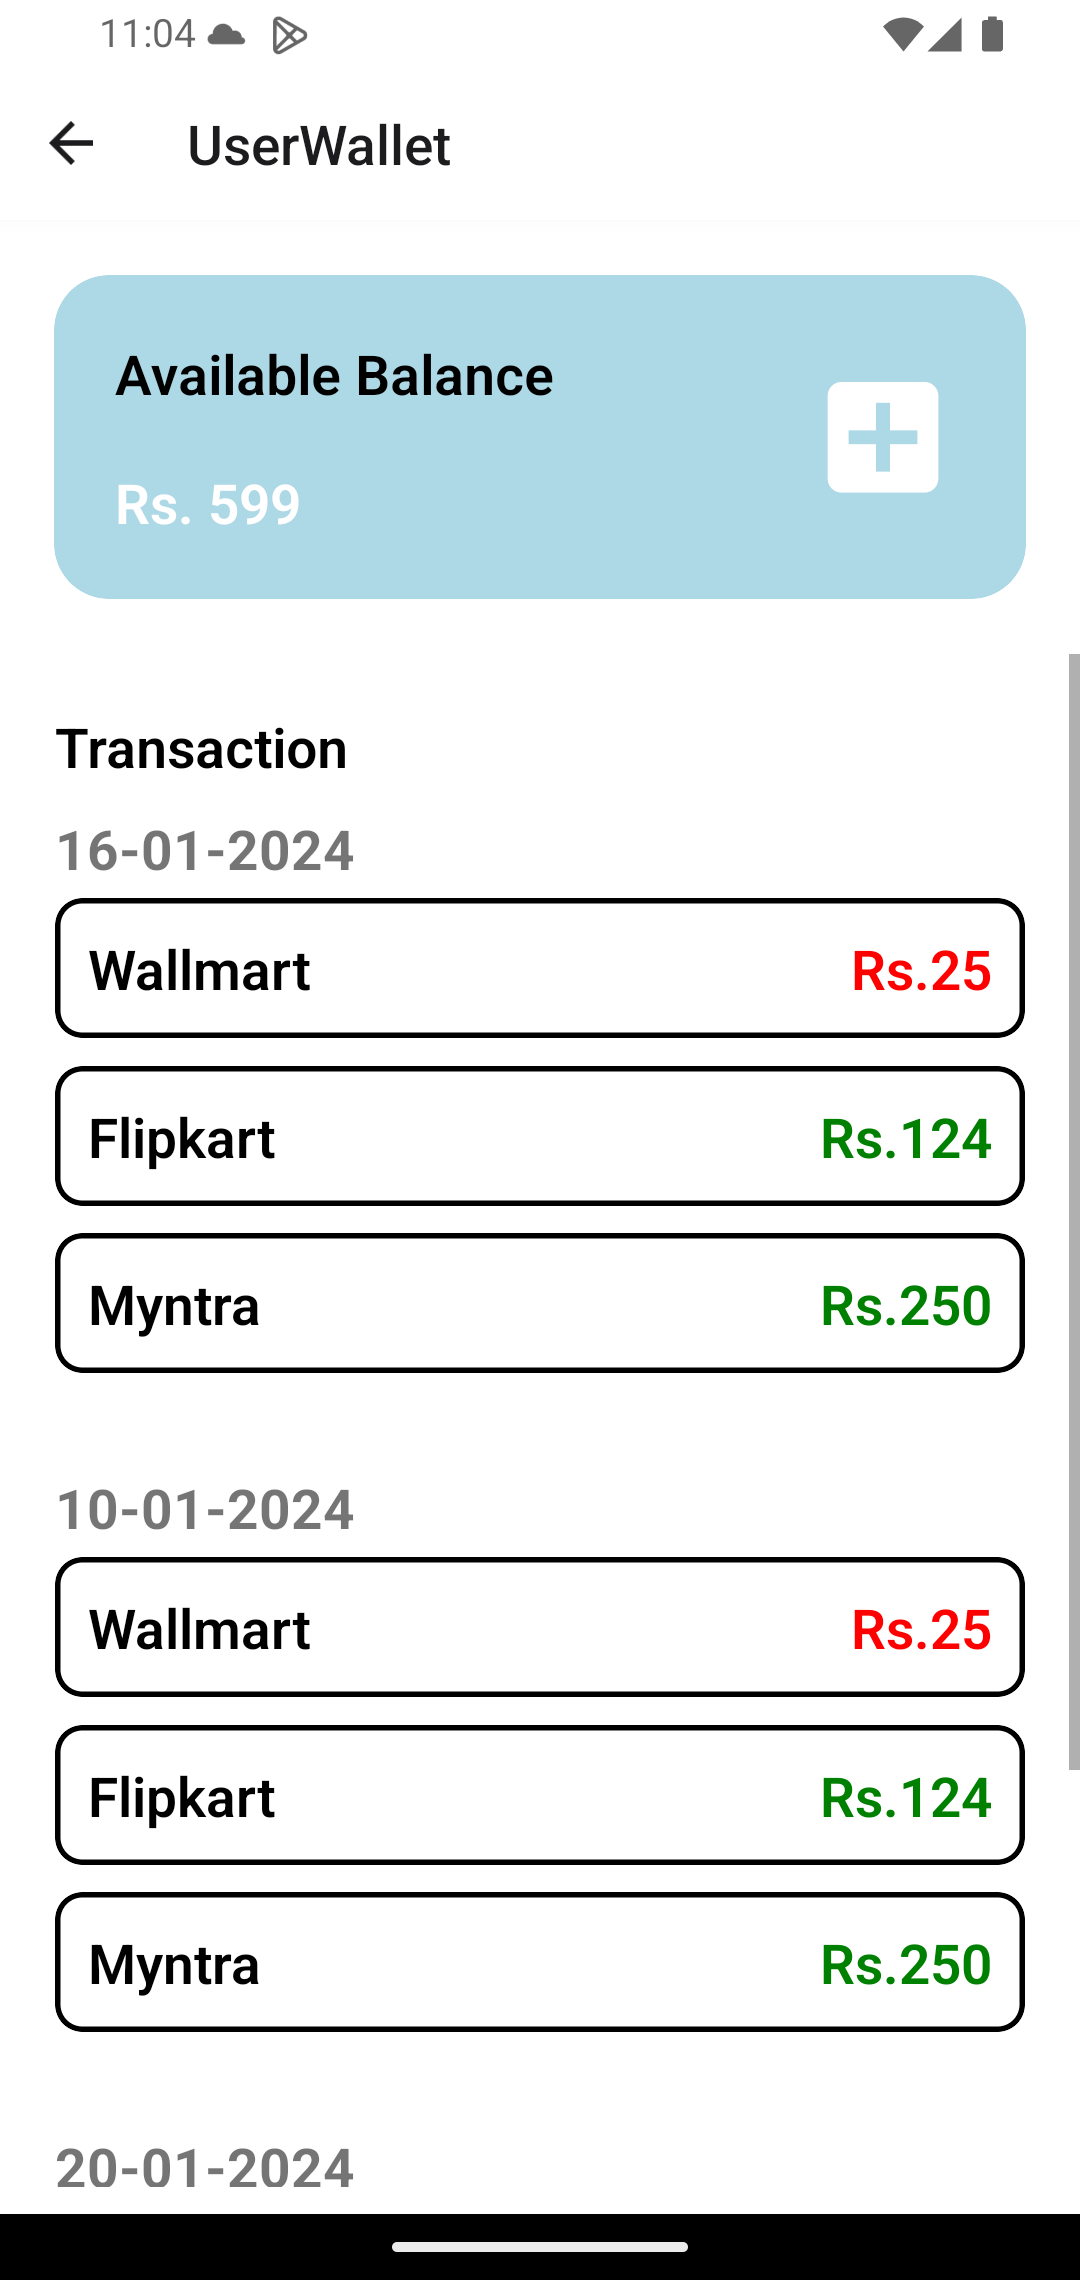 11:04
UserWallet
Available Balance
Rs. 599
Transaction
16-01-2024
Wallmart Rs.25
Flipkart Rs.124
Myntra Rs.250
10-01-2024
Wallmart Rs.25
Flipkart Rs.124
Myntra Rs.250
20-01-2024